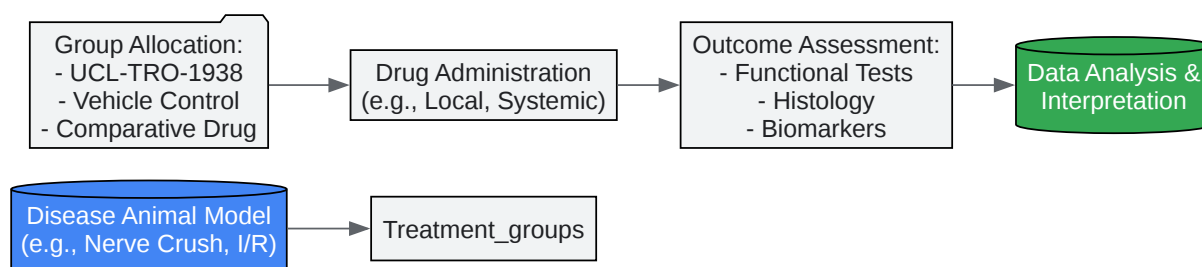 Group Allocation:
- UCL-TRO-1938
- Vehicle Control
- Comparative Drug
Drug Administration
(e.g., Local, Systemic)
Outcome Assessment:
- Functional Tests
- Histology
- Biomarkers
Data Analysis &
Interpretation
Disease Animal Model
(e.g., Nerve Crush, I/R)
Treatment_groups